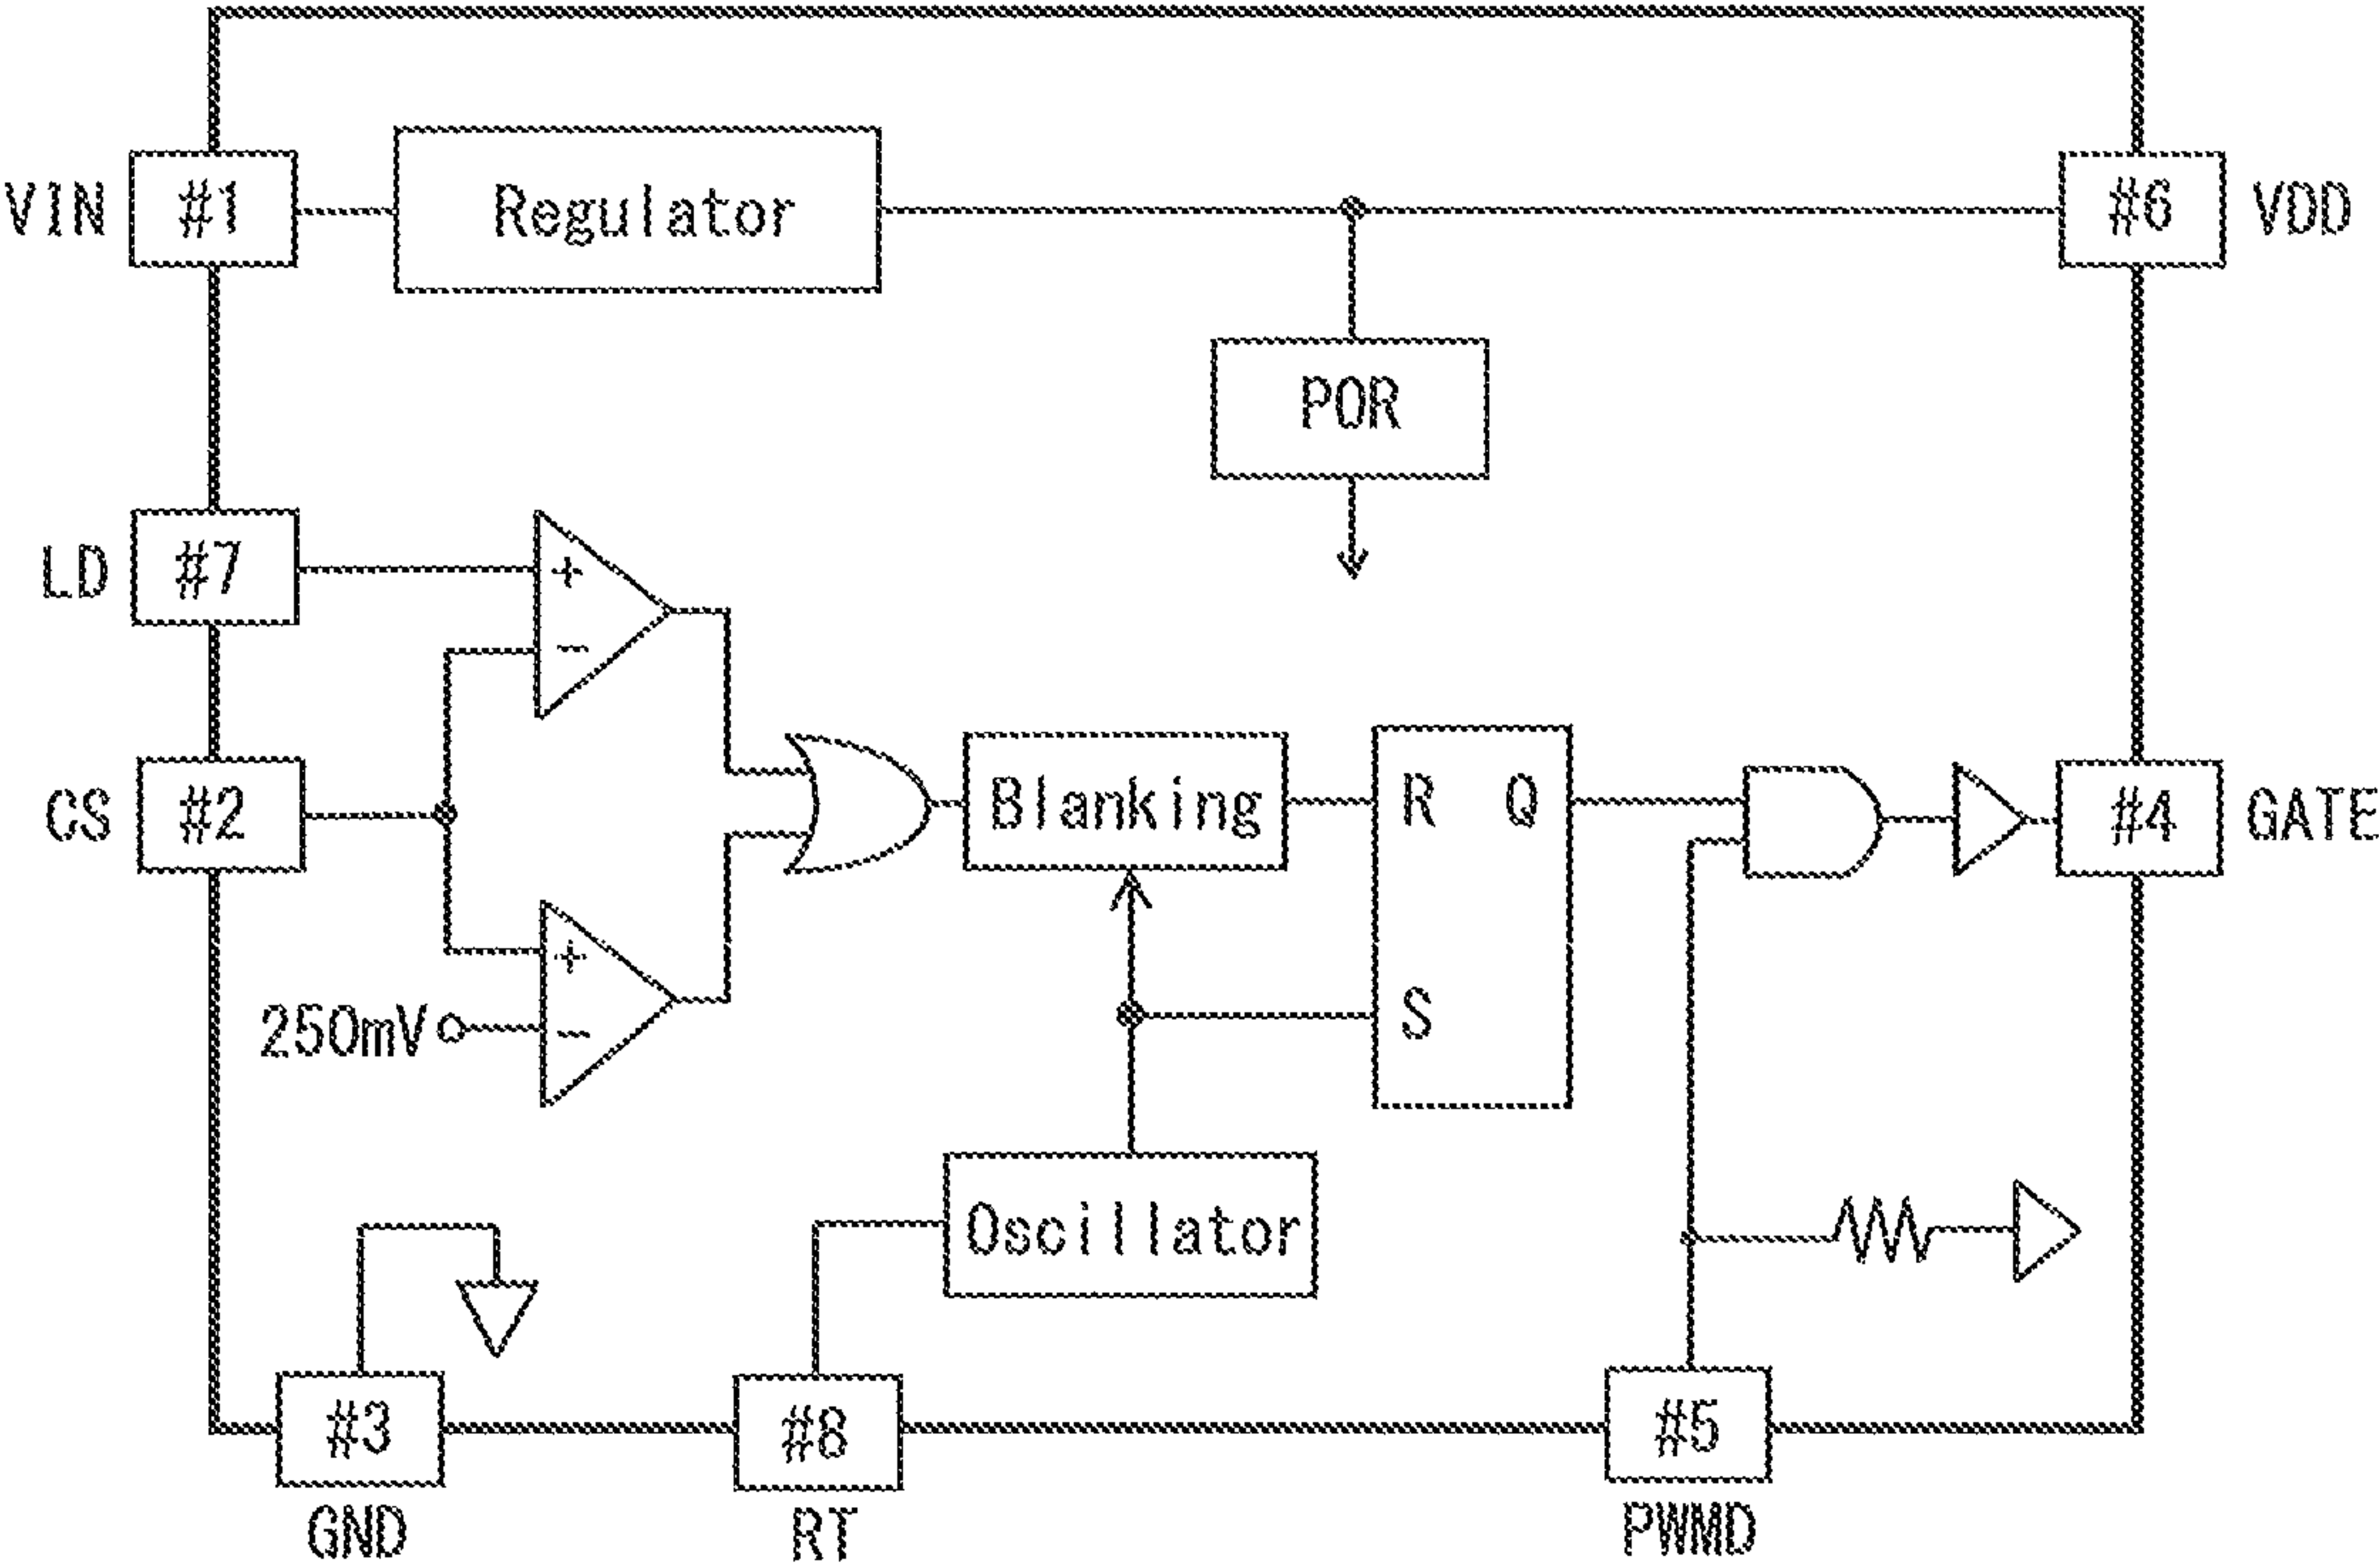 VIN #1 Regulator #6 VDD
POR
LD #7 +
−
CS #2 Blanking R Q #4 GATE
+
250mV − S
Oscillator
#3 #8 #5
GND RT PWMD